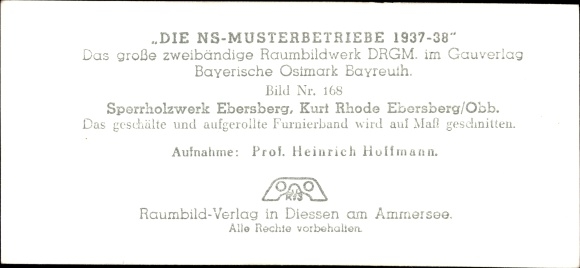 „DIE NS-MUSTERBETRIEBE 1937-38"
Das große zweibändige Raumbildwerk DRGM. im Gauverlag
Bayerische Ostmark Bayreuth.
Bild Nr. 168
Sperrholzwerk Ebersberg, Kurt Rhode Ebersberg/Obb.
Das geschälte und aufgerollte Furnierband wird auf Maß geschnitten.
Aufnahme: Prof. Heinrich Hoffmann.
Raumbild-Verlag in Diessen am Ammersee.
Alle Rechte vorbehalten.